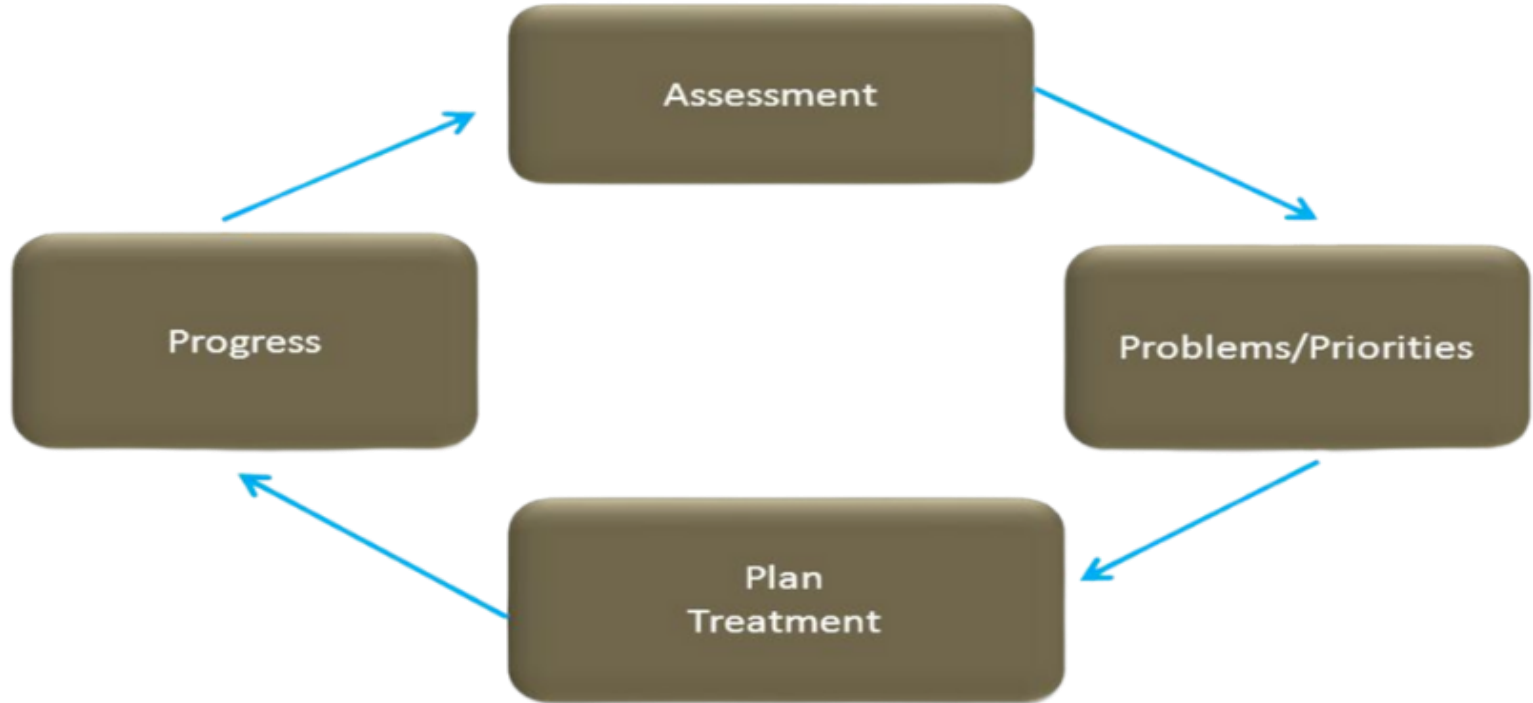 Assessment
Progress
Problems/Priorities
Plan
Treatment